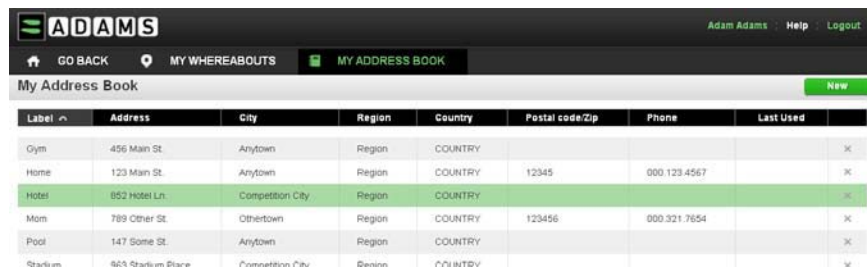 ADAMS
Adam Adams : Help : Logout
GO BACK MY WHEREABOUTS MY ADDRESS BOOK
My Address Book New
Label Address City Region Country Postal code/Zip Phone Last Used
Gym 456 Main St. Anytown Region COUNTRY
Home 123 Main St. Anytown Region COUNTRY 12345 000.123.4567
Hotel 852 Hotel Ln. Competition City Region COUNTRY
Mom 789 Other St. Othertown Region COUNTRY 123456 000.321.7654
Pool 147 Some St. Anytown Region COUNTRY
Stadium 963 Stadium Place Competition City Region COUNTRY